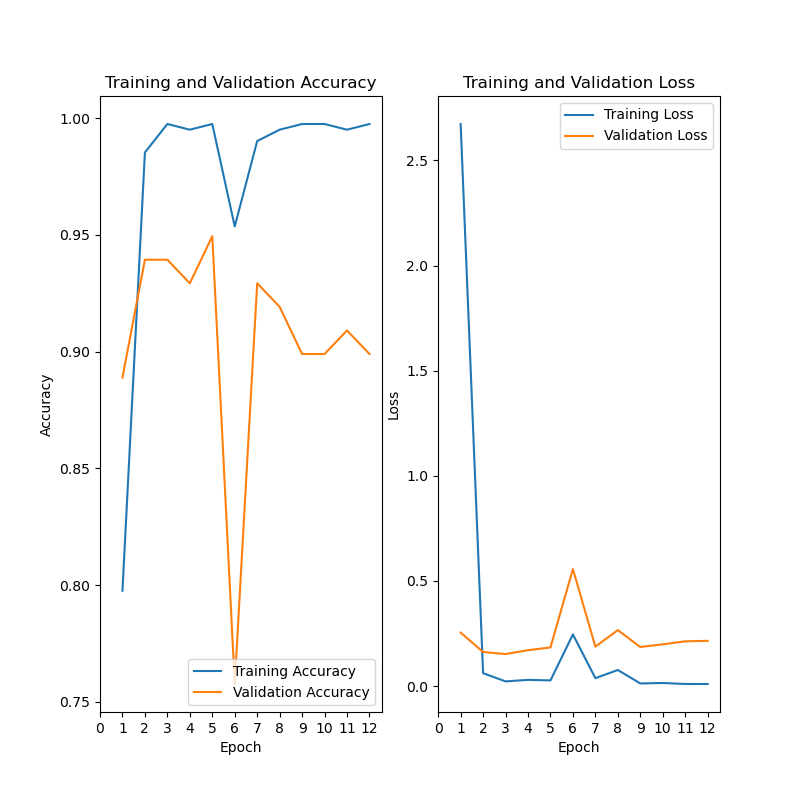 Training and Validation Accuracy
1.00
0.95
0.90
0.85
0.80
0.75
Accuracy
0 1 2 3 4 5 6 7 8 9 10 11 12
Epoch
Training Accuracy
Validation Accuracy
Training and Validation Loss
2.5
2.0
1.5
1.0
0.5
0.0
Loss
0 1 2 3 4 5 6 7 8 9 10 11 12
Epoch
Training Loss
Validation Loss